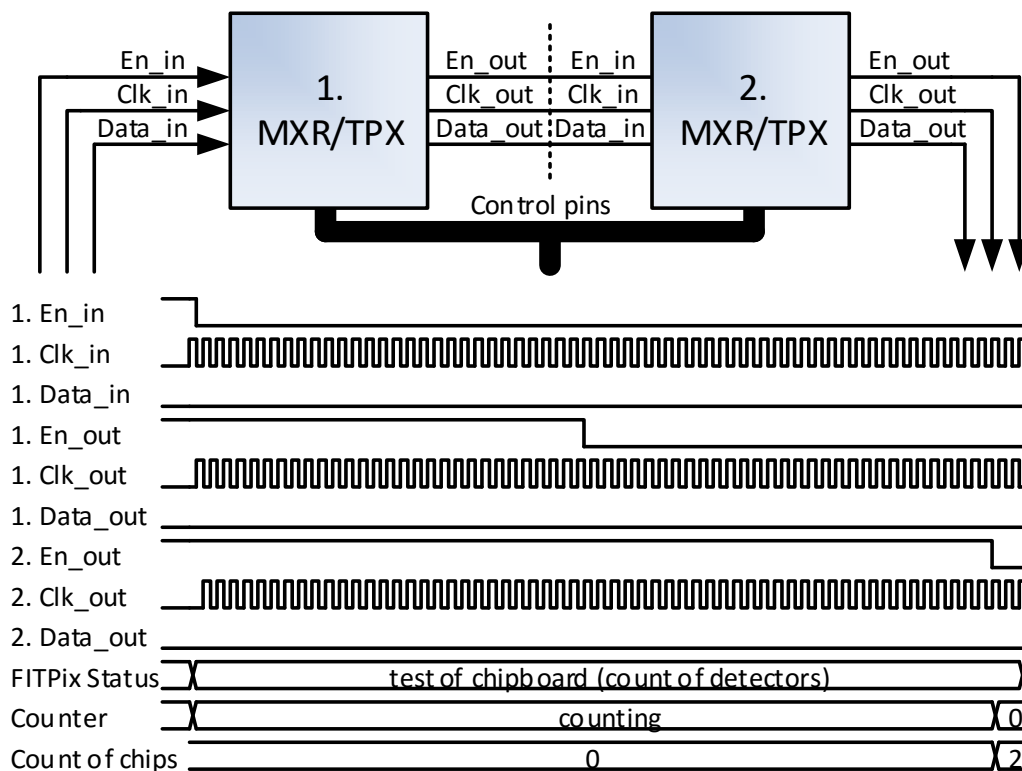 En_in
Clk_in
Data_in
1.
MXR/TPX
En_out
Clk_out
Data_out
En_in
Clk_in
Data_in
2.
MXR/TPX
En_out
Clk_out
Data_out
Control pins
1. En_in
1. Clk_in
1. Data_in
1. En_out
1. Clk_out
1. Data_out
2. En_out
2. Clk_out
2. Data_out
FITPix Status test of chipboard (count of detectors)
Counter counting 0
Count of chips 0 2